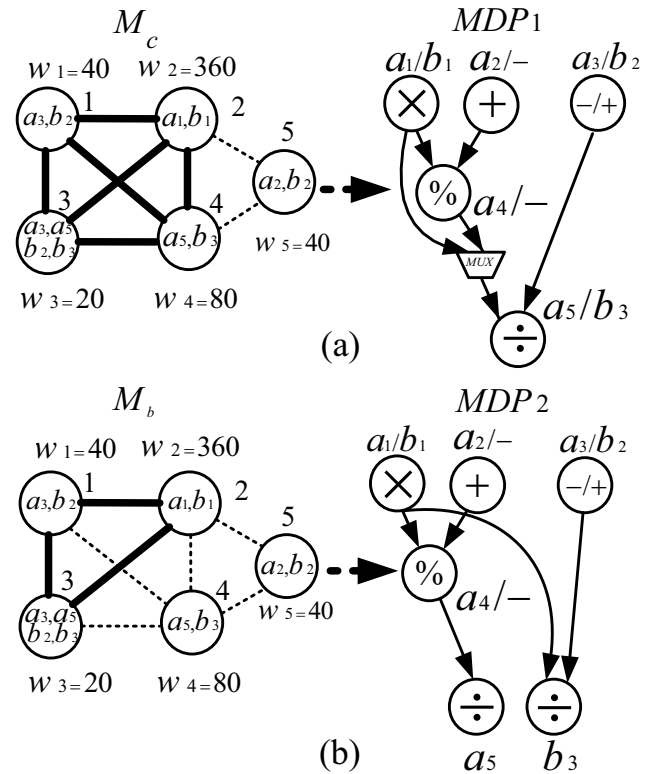 M c MDP1
w 1=40 w 2=360 a1/b1 a2/– a3/b2
a3,b2 1 a1,b1 2 × + –/+
5
a2,b2
3 4 % a4/–
a3,a5
b2,b3 a5,b3
w 5=40 MUX
w 3=20 w 4=80 ÷ a5/b3
(a)
M b MDP2
w 1=40 w 2=360 a1/b1 a2/– a3/b2
a3,b2 1 a1,b1 2 × + –/+
5
a2,b2 %
3 4 w 5=40 a4/–
a3,a5
b2,b3 a5,b3
w 3=20 w 4=80 ÷ ÷
a5 b3
(b)